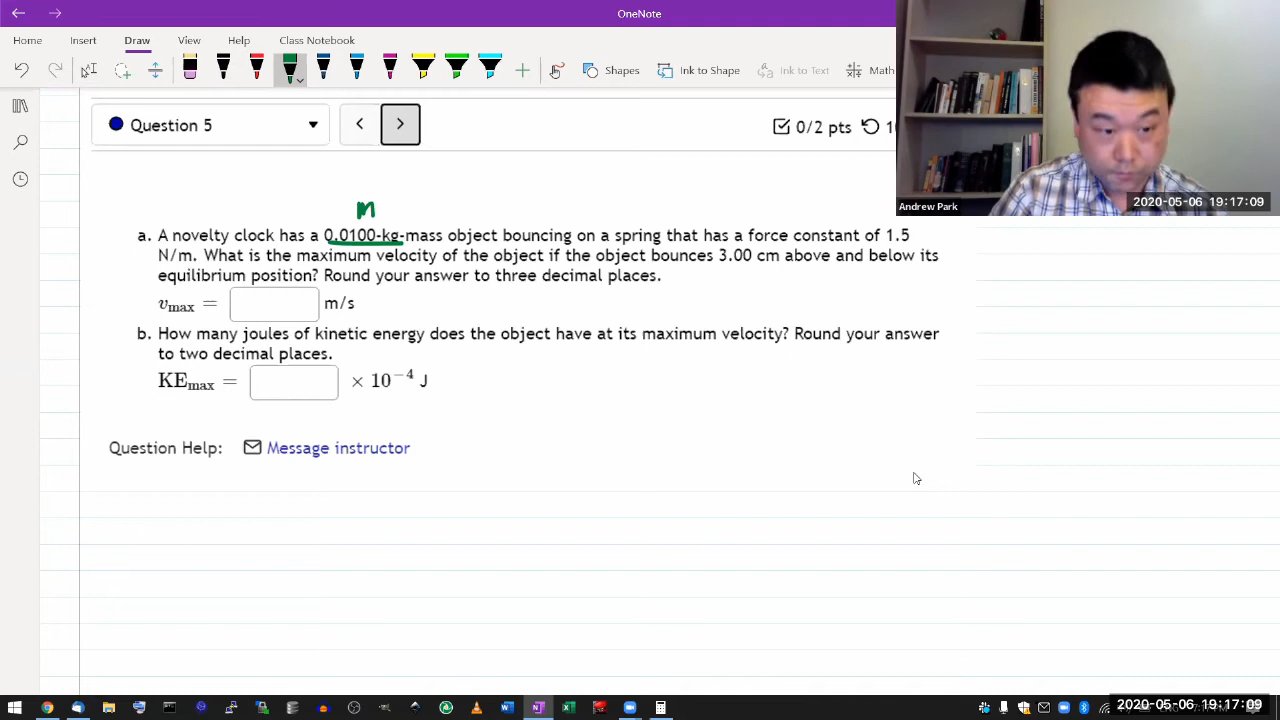 OneNote
Home Insert Draw View Help Class Notebook
Shapes Ink to Shape Ink to Text Math
Question 5
0/2 pts
Andrew Park
2020-05-06 19:17:09
m
a. A novelty clock has a 0.0100-kg-mass object bouncing on a spring that has a force constant of 1.5
N/m. What is the maximum velocity of the object if the object bounces 3.00 cm above and below its
equilibrium position? Round your answer to three decimal places.
vmax = m/s
b. How many joules of kinetic energy does the object have at its maximum velocity? Round your answer
to two decimal places.
KEmax = × 10⁻⁴ J
Question Help: Message instructor
2020-05-06 19:17:09